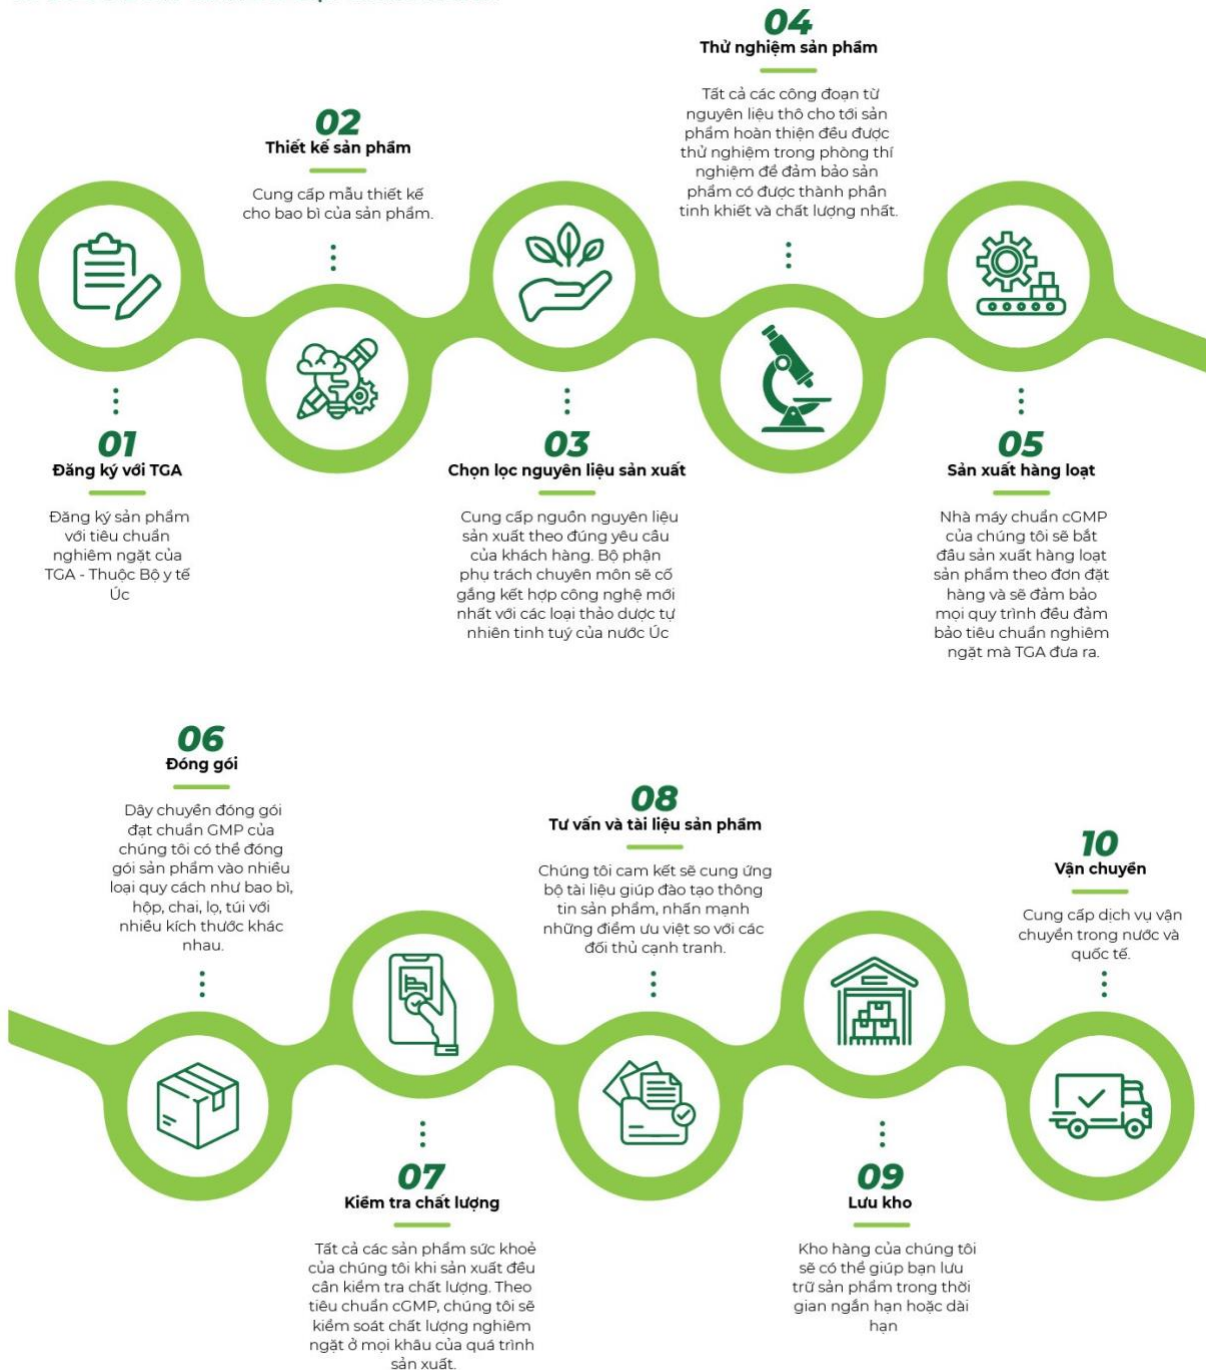 01
Đăng ký với TGA
Đăng ký sản phẩm
với tiêu chuẩn
nghiêm ngặt của
TGA - Thuộc Bộ y tế
Úc
02
Thiết kế sản phẩm
Cung cấp mẫu thiết kế
cho bao bì của sản phẩm.
03
Chọn lọc nguyên liệu sản xuất
Cung cấp nguồn nguyên liệu
sản xuất theo đúng yêu cầu
của khách hàng. Bộ phận
phụ trách chuyên môn sẽ cố
gắng kết hợp công nghệ mới
nhất với các loại thảo dược tự
nhiên tinh tuý của nước Úc
04
Thử nghiệm sản phẩm
Tất cả các công đoạn từ
nguyên liệu thô cho tới sản
phẩm hoàn thiện đều được
thử nghiệm trong phòng thí
nghiệm để đảm bảo sản
phẩm có được thành phần
tinh khiết và chất lượng nhất.
05
Sản xuất hàng loạt
Nhà máy chuẩn cGMP
của chúng tôi sẽ bắt
đầu sản xuất hàng loạt
sản phẩm theo đơn đặt
hàng và sẽ đảm bảo
mọi quy trình đều đảm
bảo tiêu chuẩn nghiêm
ngặt mà TGA đưa ra.
06
Đóng gói
Dây chuyền đóng gói
đạt chuẩn GMP của
chúng tôi có thể đóng
gói sản phẩm vào nhiều
loại quy cách như bao bì,
hộp, chai, lọ, túi với
nhiều kích thước khác
nhau.
07
Kiểm tra chất lượng
Tất cả các sản phẩm sức khoẻ
của chúng tôi khi sản xuất đều
cần kiểm tra chất lượng. Theo
tiêu chuẩn cGMP, chúng tôi sẽ
kiểm soát chất lượng nghiêm
ngặt ở mọi khâu của quá trình
sản xuất.
08
Tư vấn và tài liệu sản phẩm
Chúng tôi cam kết sẽ cung ứng
bộ tài liệu giúp đào tạo thông
tin sản phẩm, nhấn mạnh
những điểm ưu việt so với các
đối thủ cạnh tranh.
09
Lưu kho
Kho hàng của chúng tôi
sẽ có thể giúp bạn lưu
trữ sản phẩm trong thời
gian ngắn hạn hoặc dài
hạn
10
Vận chuyển
Cung cấp dịch vụ vận
chuyển trong nước và
quốc tế.